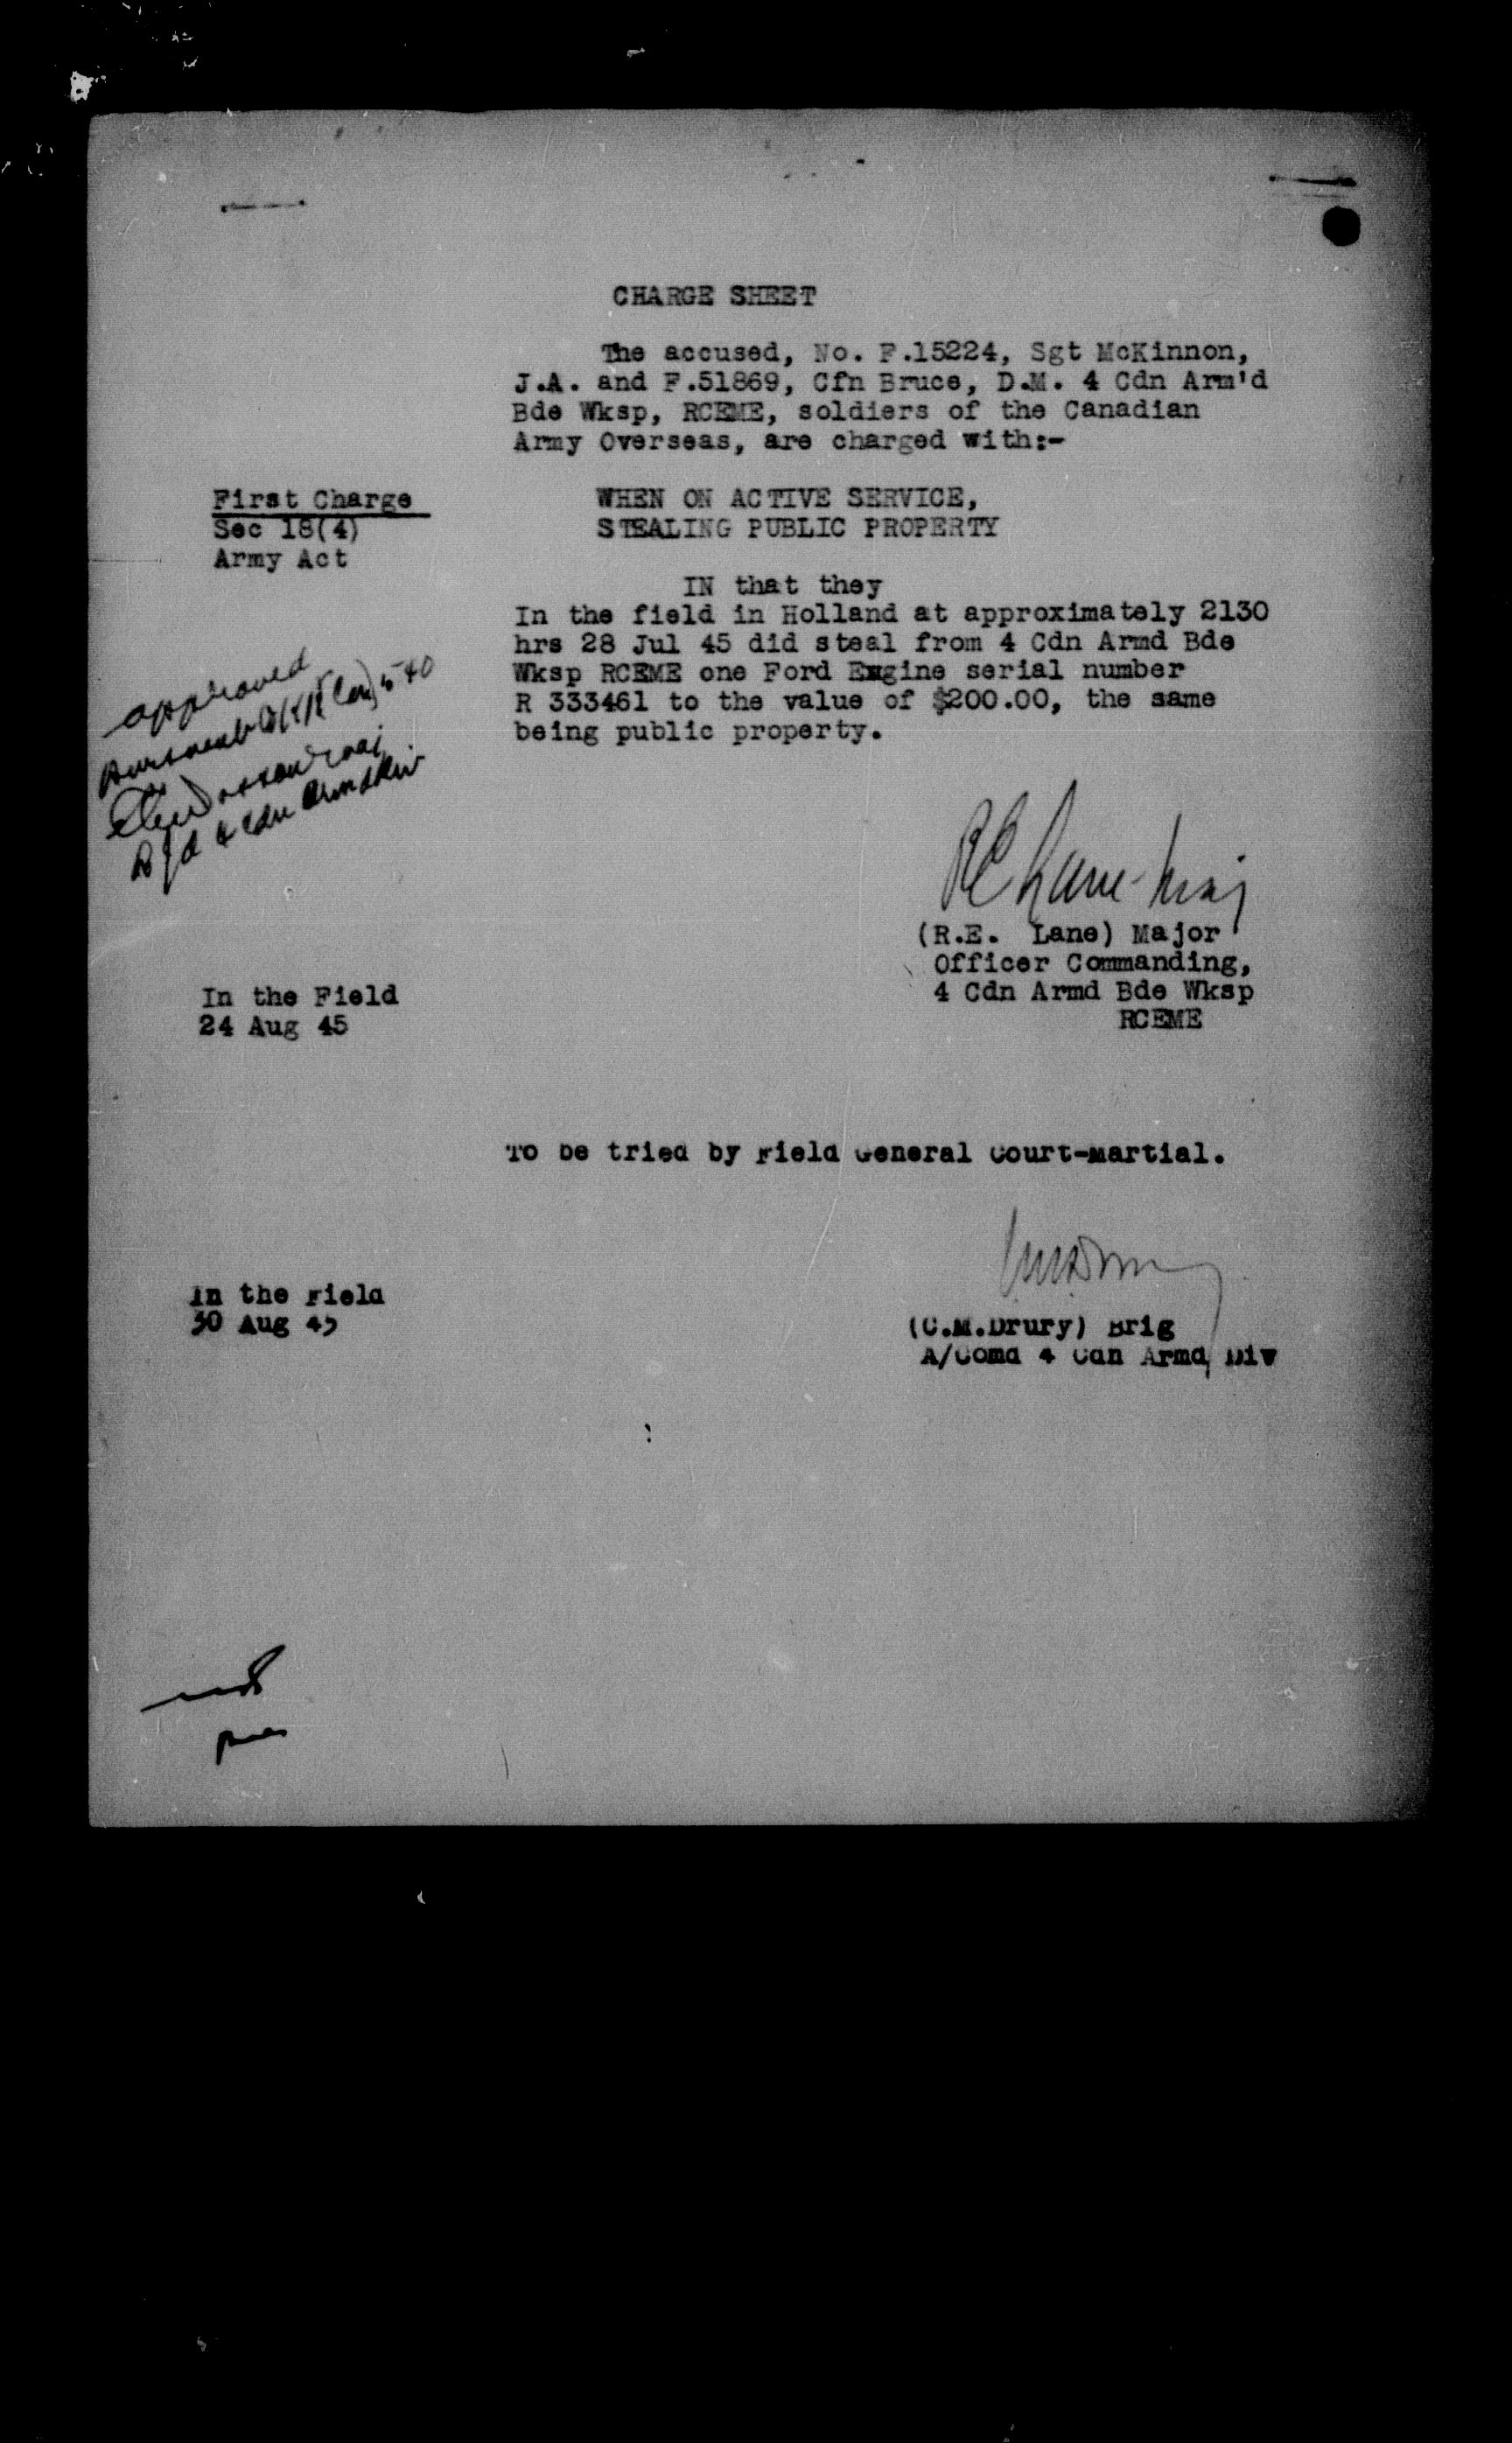 CHARGE SHEET
The accused, No. F.15224, Sgt McKinnon,
J.A. and F.51869, Cfn Bruce, D.M. 4 Cdn Arm'd
Bde Wksp, RCEME, soldiers of the Canadian
Army Overseas, are charged with:-
First Charge
Sec 18(4)
Army Act
WHEN ON ACTIVE SERVICE,
STEALING PUBLIC PROPERTY
IN that they
In the field in Holland at approximately 2130
hrs 28 Jul 45 did steal from 4 Cdn Armd Bde
Wksp RCEME one Ford Engine serial number
R 333461 to the value of $200.00, the same
being public property.
approved
(R.E. Lane) Major
Officer Commanding,
4 Cdn Armd Bde Wksp
RCEME
In the Field
24 Aug 45
To be tried by Field General Court-Martial.
In the Field
30 Aug 45
(C.M.Drury) Brig
A/Comd 4 Cdn Armd Div